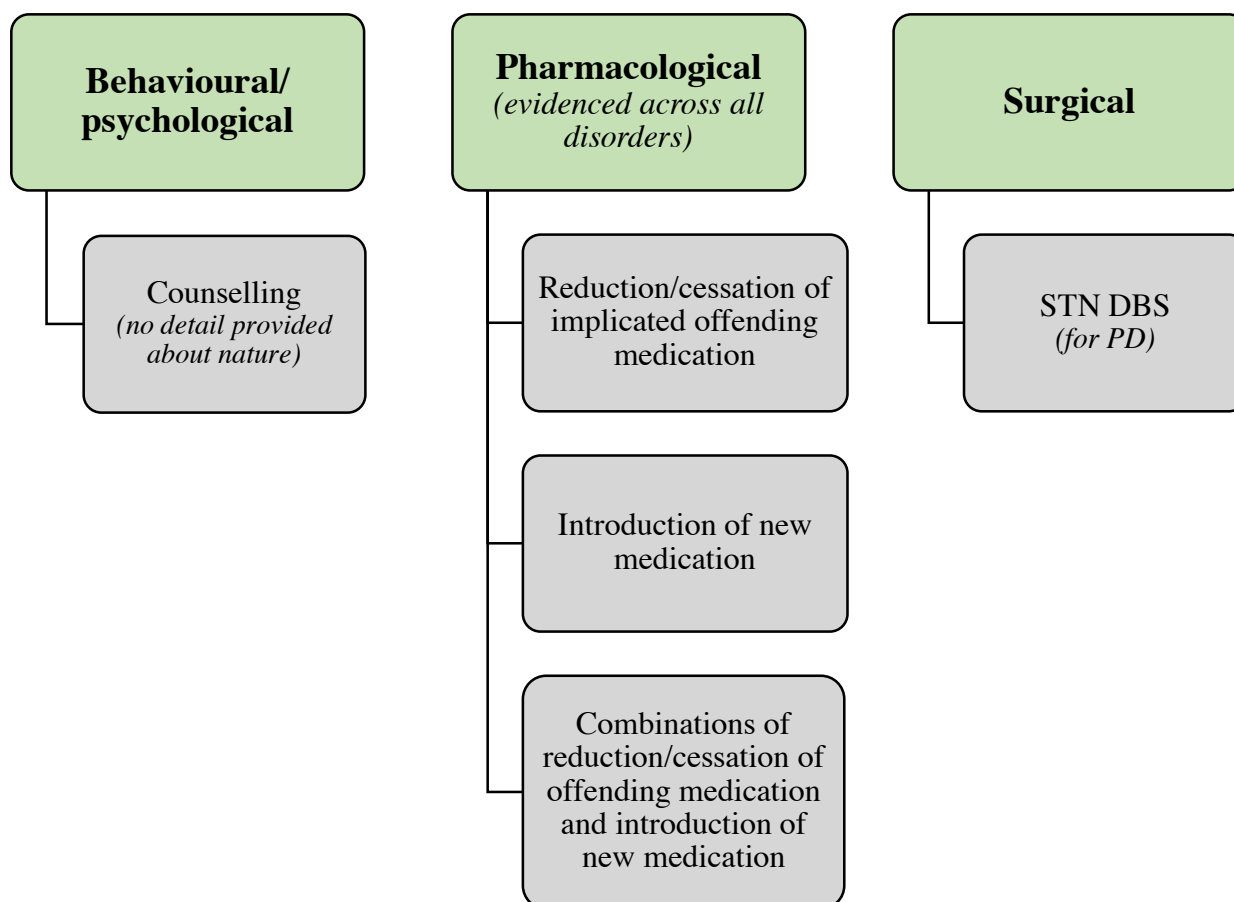 Behavioural/
psychological
Counselling
(no detail provided
about nature)
Pharmacological
(evidenced across all
disorders)
Reduction/cessation of
implicated offending
medication
Introduction of new
medication
Combinations of
reduction/cessation of
offending medication
and introduction of
new medication
Surgical
STN DBS
(for PD)